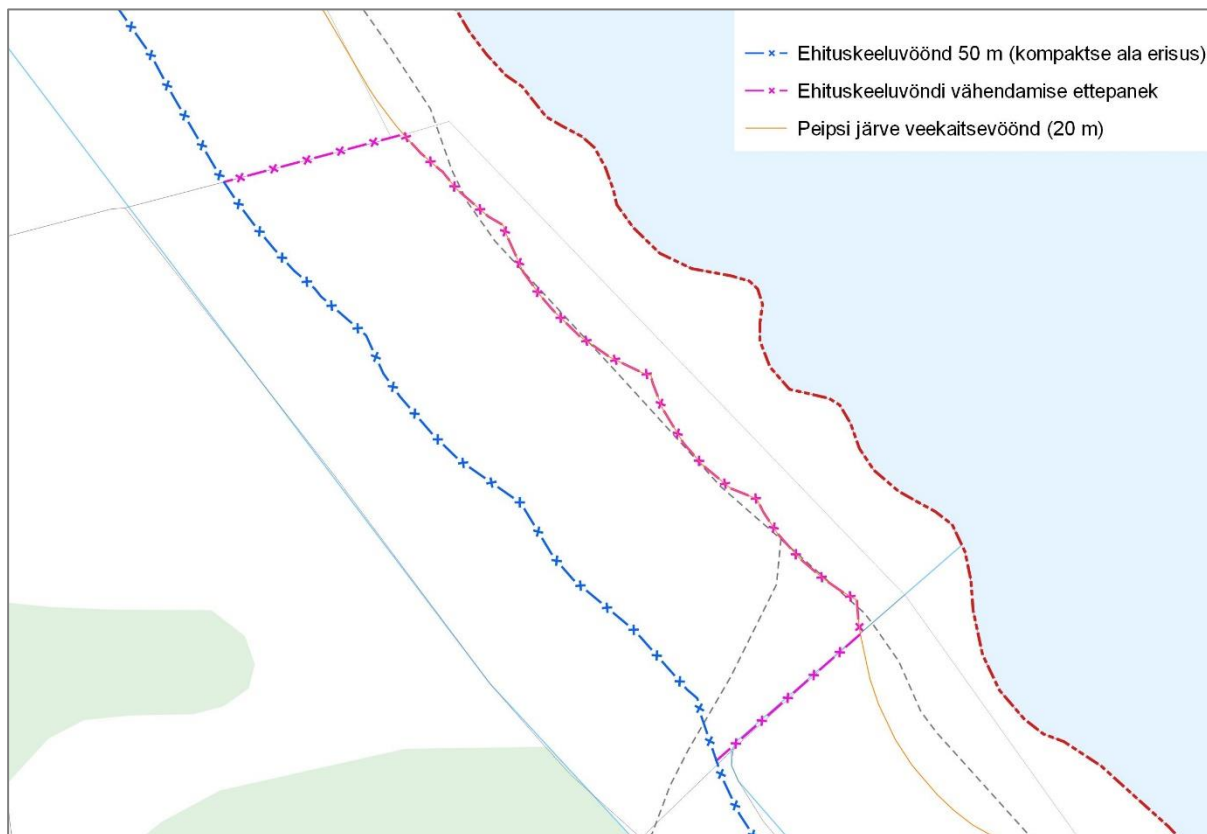 Ehituskeeluvöönd 50 m (kompaktse ala erisus)
Ehituskeeluvöndi vähendamise ettepanek
Peipsi järve veekaitsevöönd (20 m)